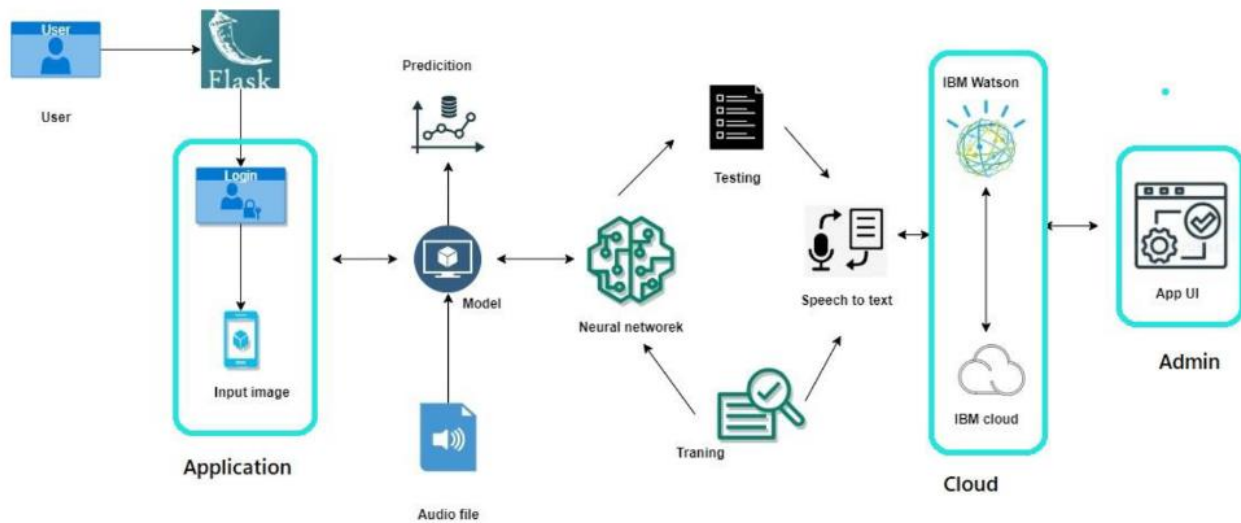 User
User
Flask
Login
Input image
Application
Predicition
Model
Audio file
Neural networek
Testing
Traning
Speech to text
IBM Watson
IBM cloud
Cloud
App UI
Admin